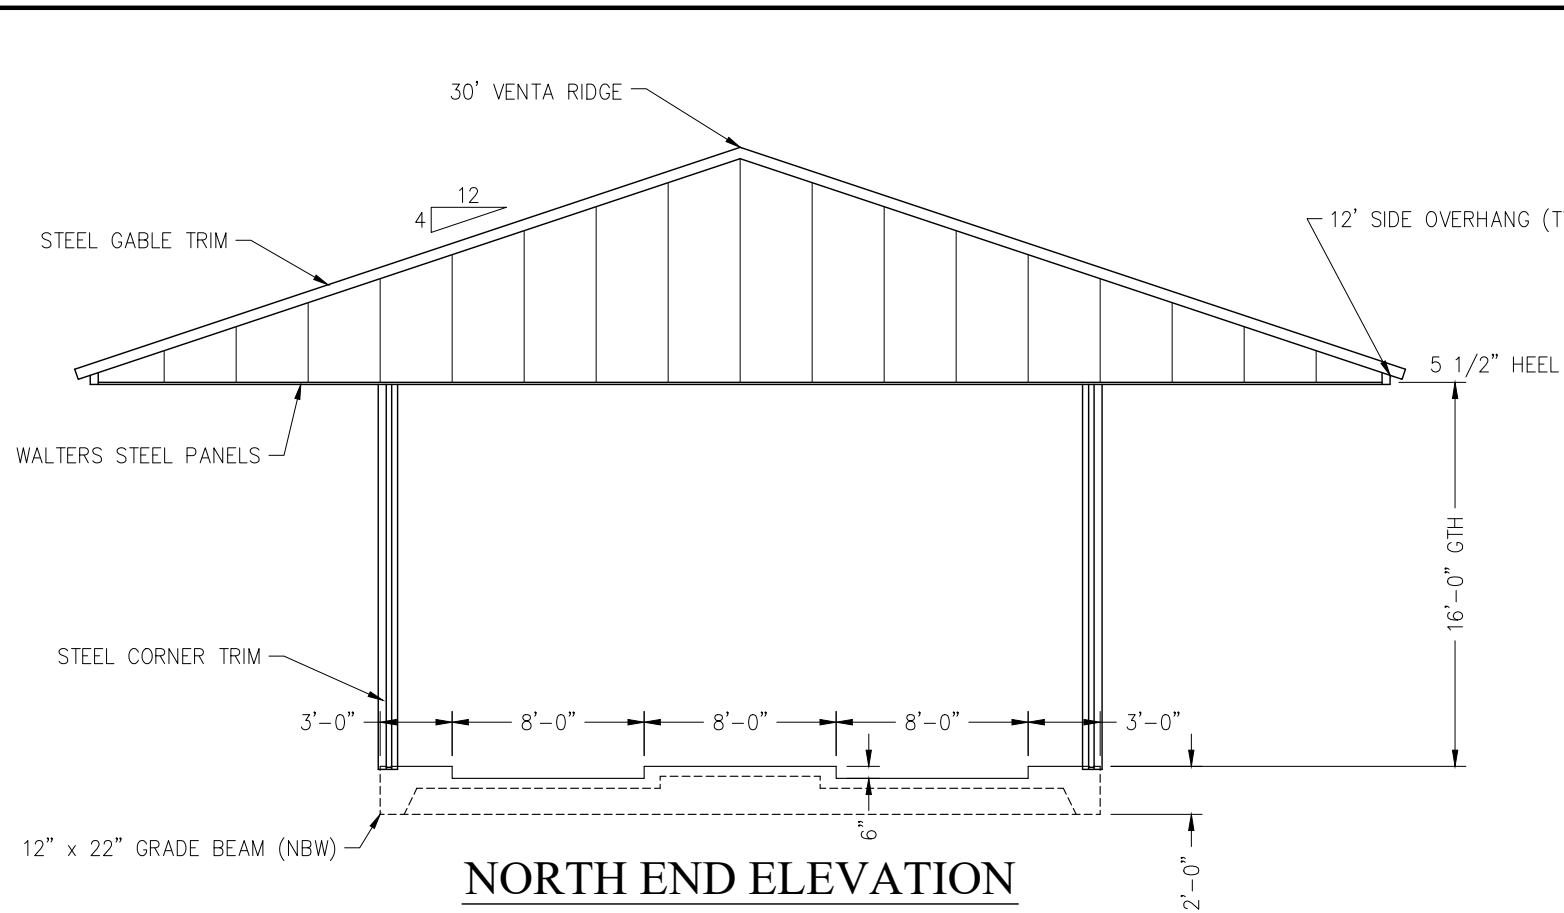 30' VENTA RIDGE
12
4
STEEL GABLE TRIM
12' SIDE OVERHANG (T
5 1/2" HEEL
WALTERS STEEL PANELS
16'-0" GTH
STEEL CORNER TRIM
3'-0" 8'-0" 8'-0" 8'-0" 3'-0"
6"
12" x 22" GRADE BEAM (NBW)
2'-0"
NORTH END ELEVATION